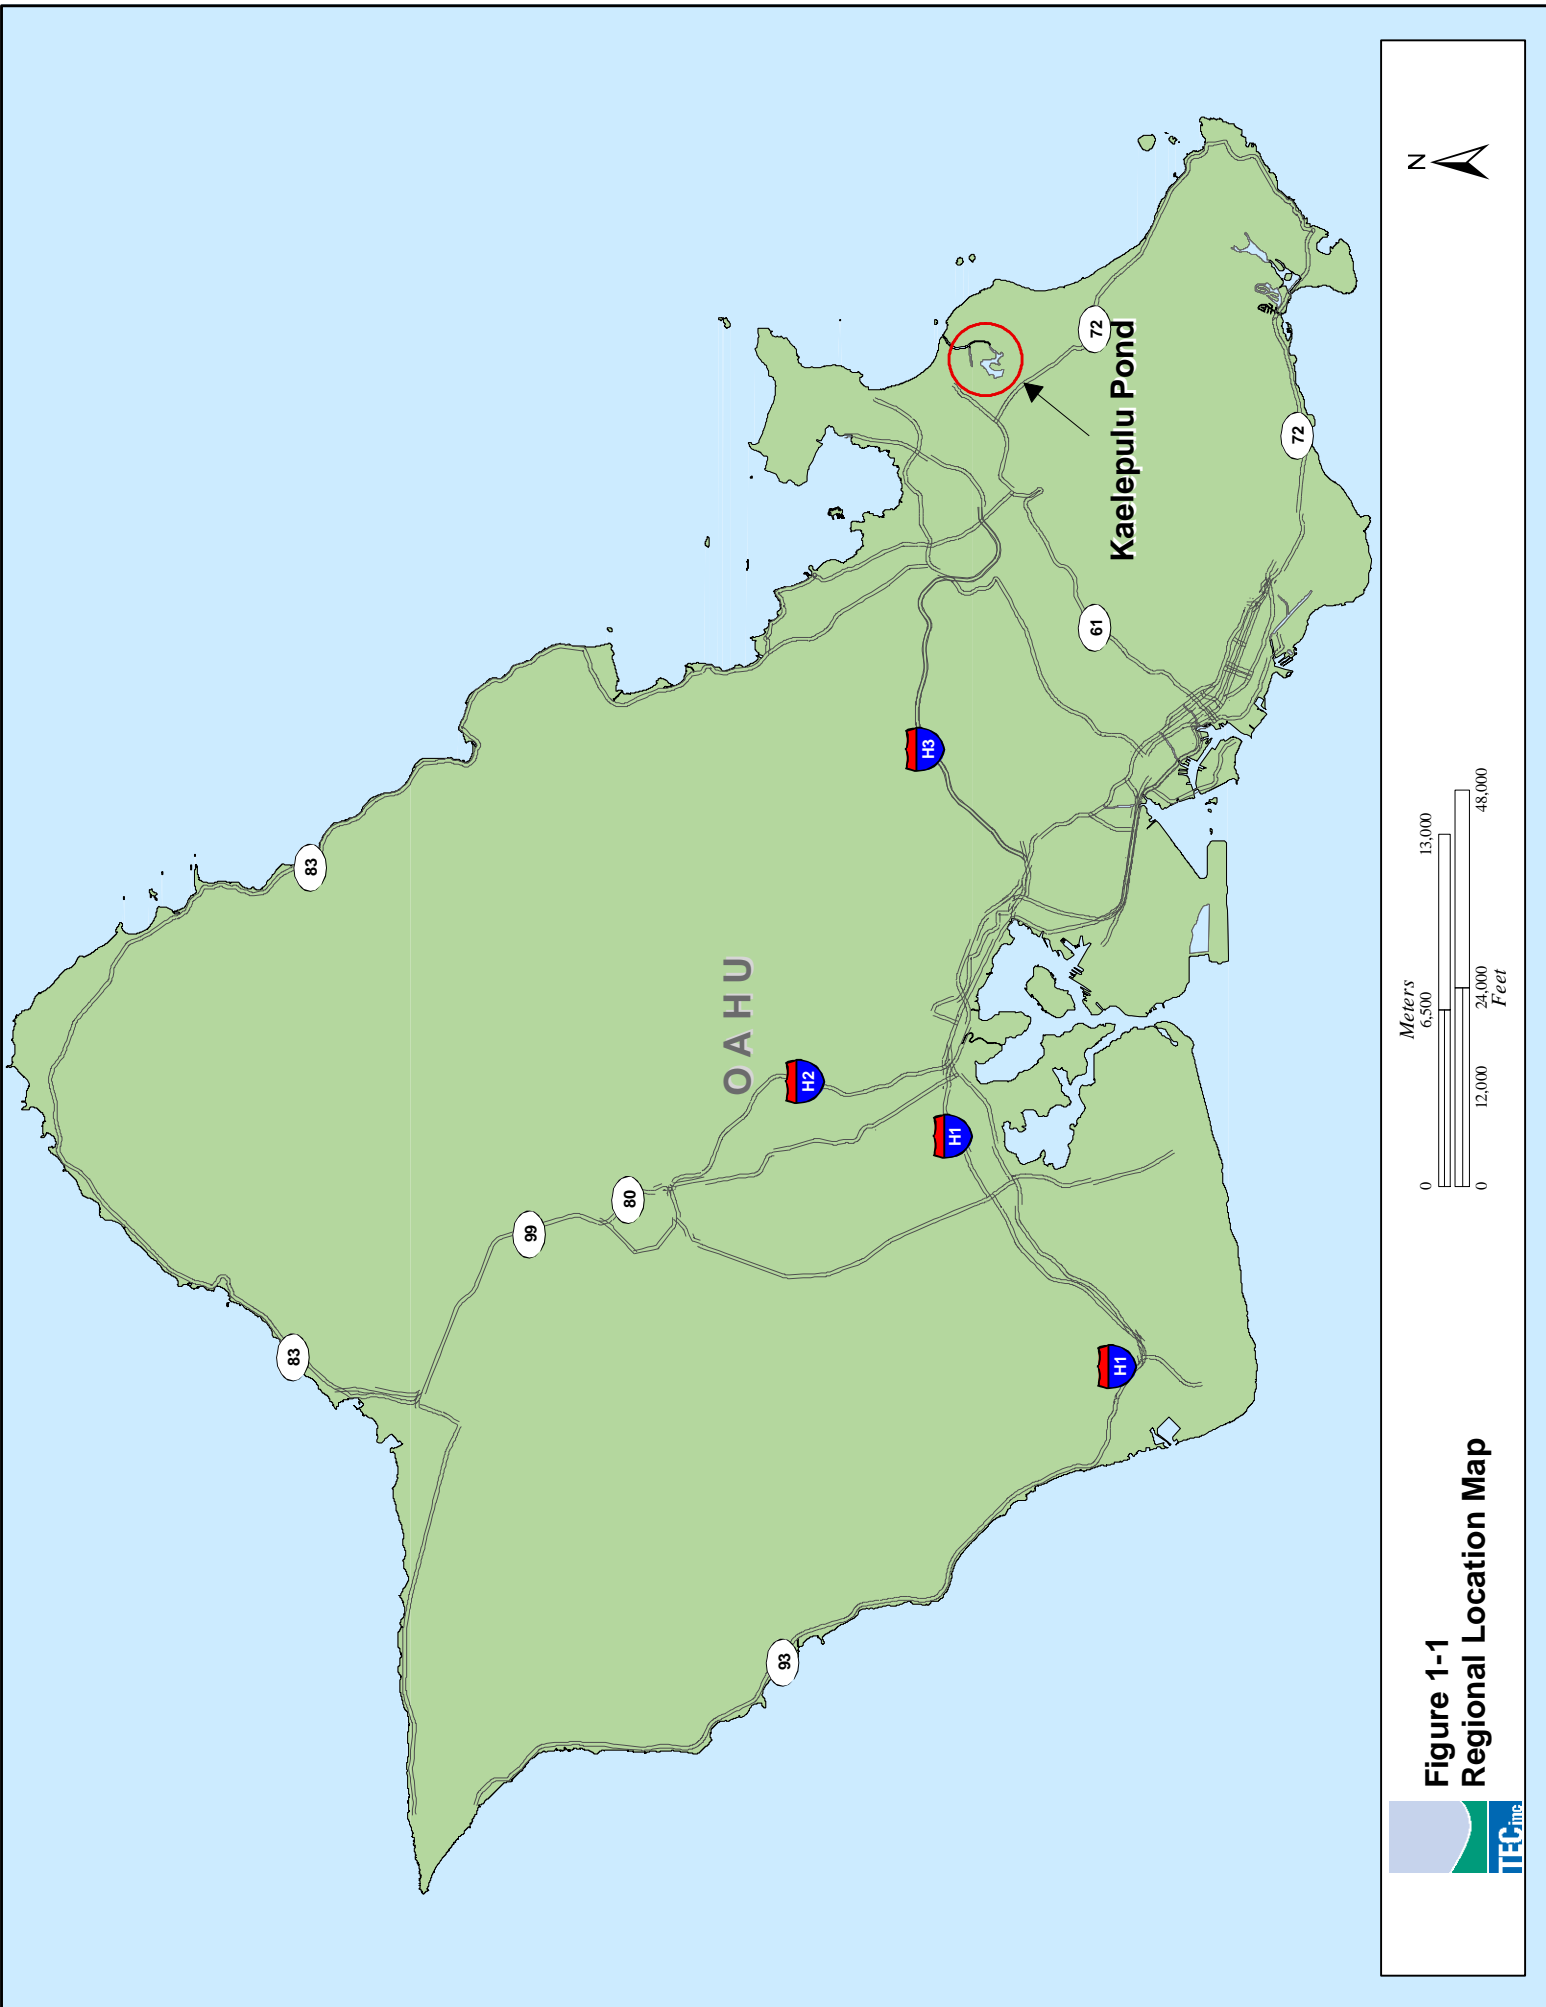 83
83
99
80
OAHU
H2
H3
H1
93
H1
61
72
Kaelepulu Pond
72
TEC inc
Figure 1-1
Regional Location Map
Meters
0 6,500 13,000
0 12,000 24,000 48,000
Feet
N